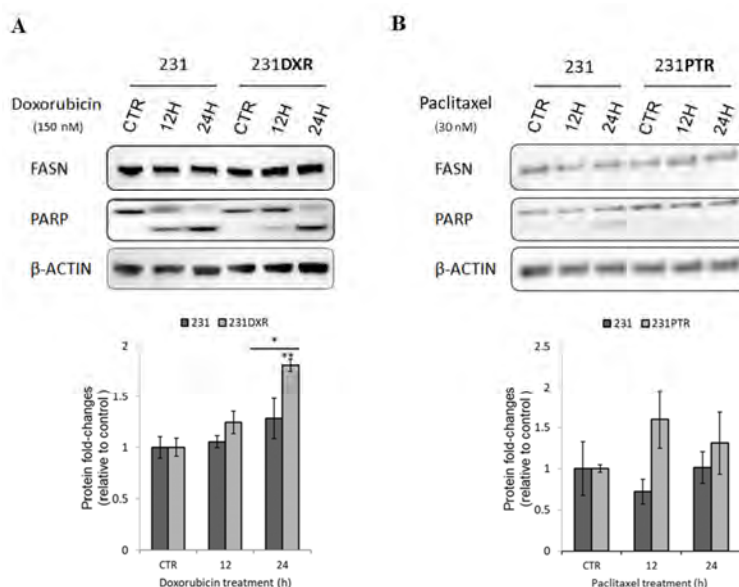 A
231 231DXR
Doxorubicin
(150 nM)
CTR 12H 24H CTR 12H 24H
FASN
PARP
β-ACTIN
231 231DXR
Protein fold-changes
(relative to control)
2
1.5
1
0.5
0
*
**
CTR 12 24
Doxorubicin treatment (h)
B
231 231PTR
Paclitaxel
(30 nM)
CTR 12H 24H CTR 12H 24H
FASN
PARP
β-ACTIN
231 231PTR
Protein fold-changes
(relative to control)
2.5
2
1.5
1
0.5
0
CTR 12 24
Paclitaxel treatment (h)